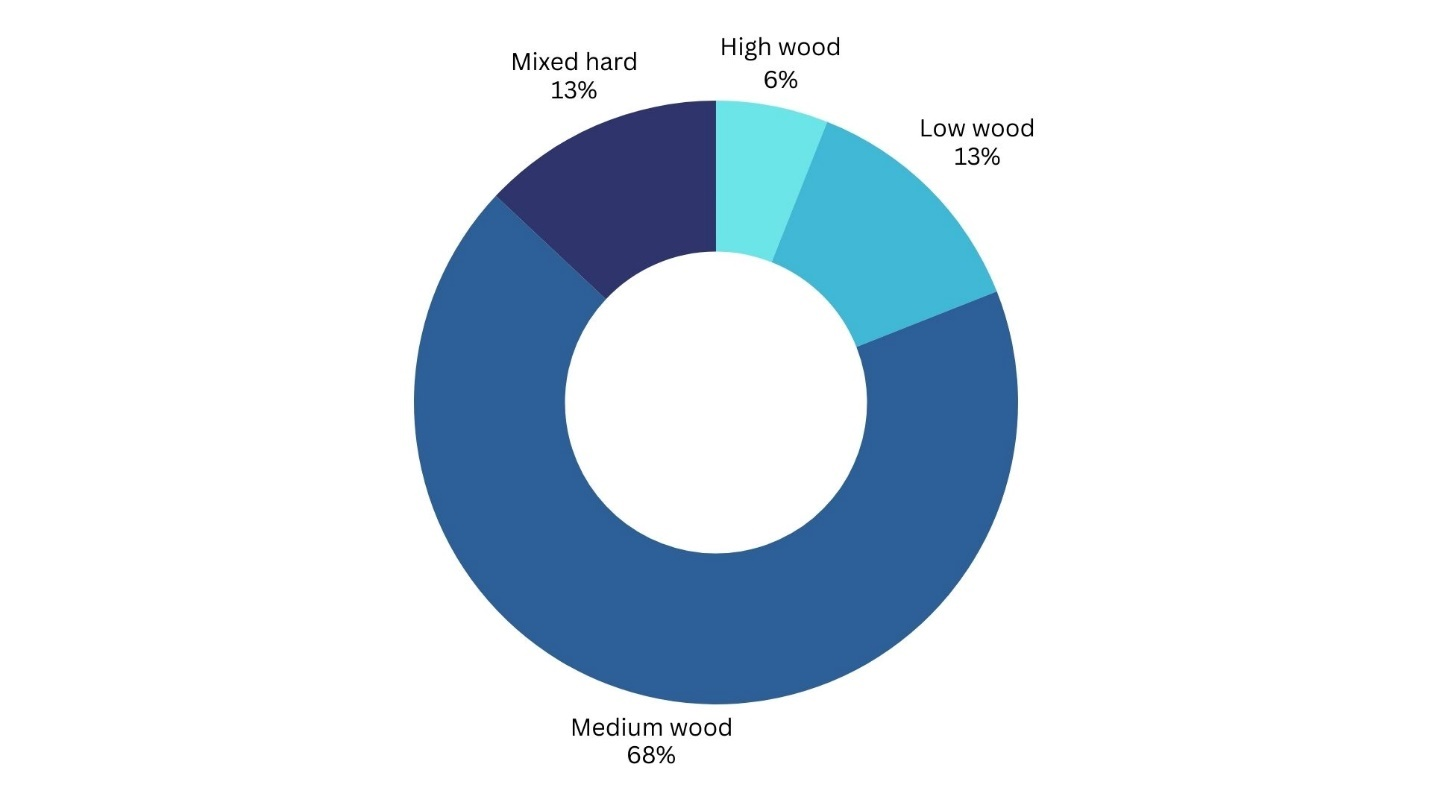 High wood
6%
Mixed hard
13%
Low wood
13%
Medium wood
68%